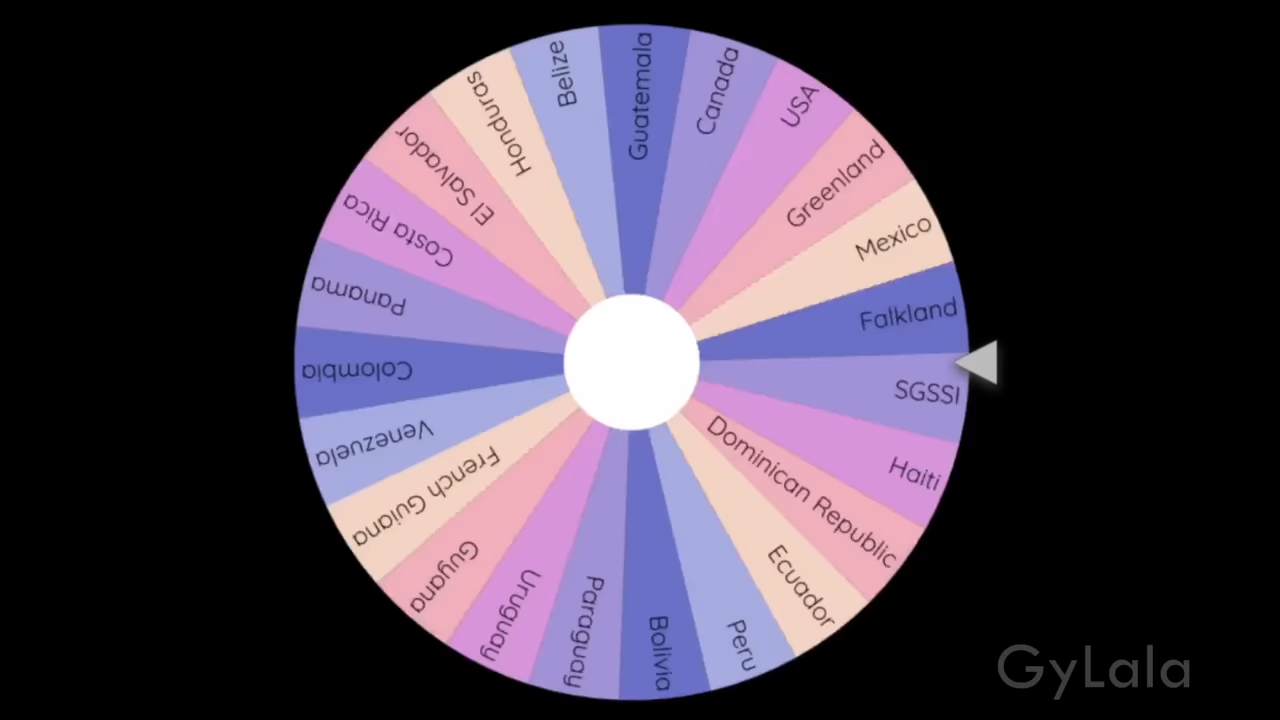 Guatemala
Canada
USA
Greenland
Mexico
Falkland
SGSSI
Haiti
Dominican Republic
Ecuador
Peru
Bolivia
Paraguay
Uruguay
Guyana
French Guiana
Venezuela
Colombia
Panama
Costa Rica
El Salvador
Honduras
Belize
GyLala